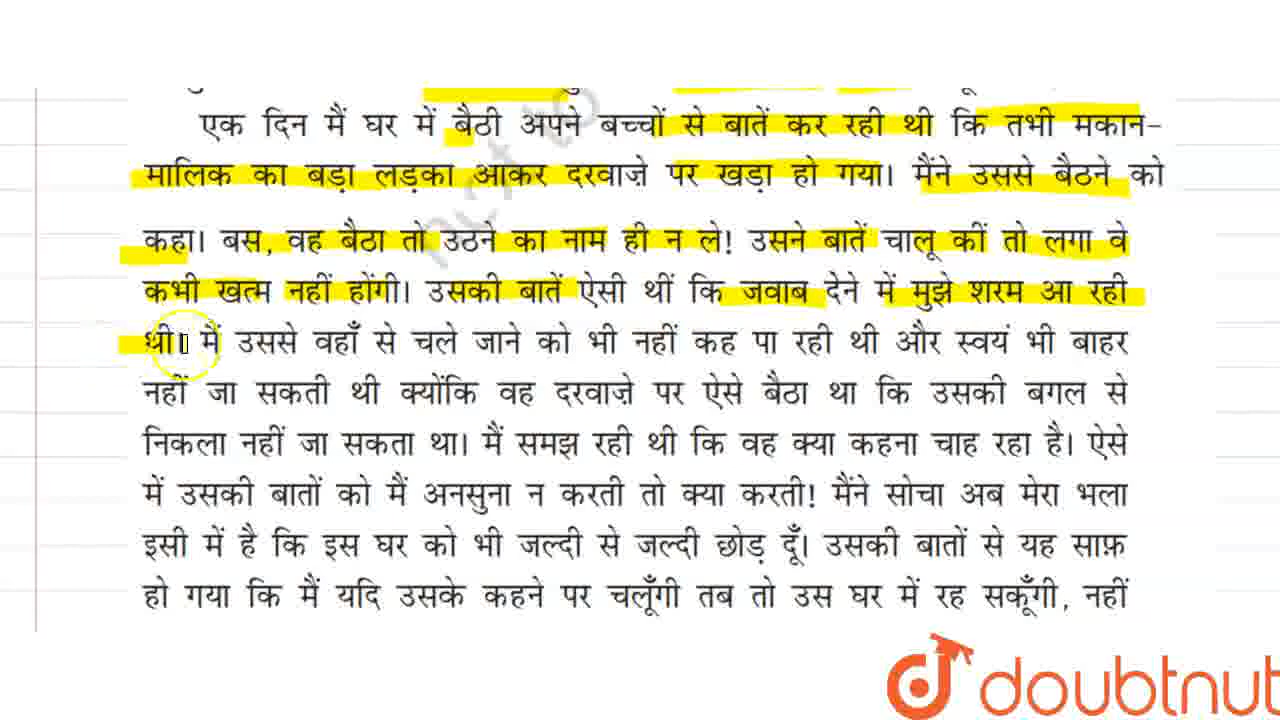 एक दिन मैं घर में बैठी अपने बच्चों से बातें कर रही थी कि तभी मकान-
मालिक का बड़ा लड़का आकर दरवाज़े पर खड़ा हो गया। मैंने उससे बैठने को
कहा। बस, वह बैठा तो उठने का नाम ही न ले! उसने बातें चालू कीं तो लगा वे
कभी खत्म नहीं होंगी। उसकी बातें ऐसी थीं कि जवाब देने में मुझे शरम आ रही
थी। मैं उससे वहाँ से चले जाने को भी नहीं कह पा रही थी और स्वयं भी बाहर
नहीं जा सकती थी क्योंकि वह दरवाज़े पर ऐसे बैठा था कि उसकी बगल से
निकला नहीं जा सकता था। मैं समझ रही थी कि वह क्या कहना चाह रहा है। ऐसे
में उसकी बातों को मैं अनसुना न करती तो क्या करती! मैंने सोचा अब मेरा भला
इसी में है कि इस घर को भी जल्दी से जल्दी छोड़ दूँ। उसकी बातों से यह साफ़
हो गया कि मैं यदि उसके कहने पर चलूँगी तब तो उस घर में रह सकूँगी, नहीं
doubtnut